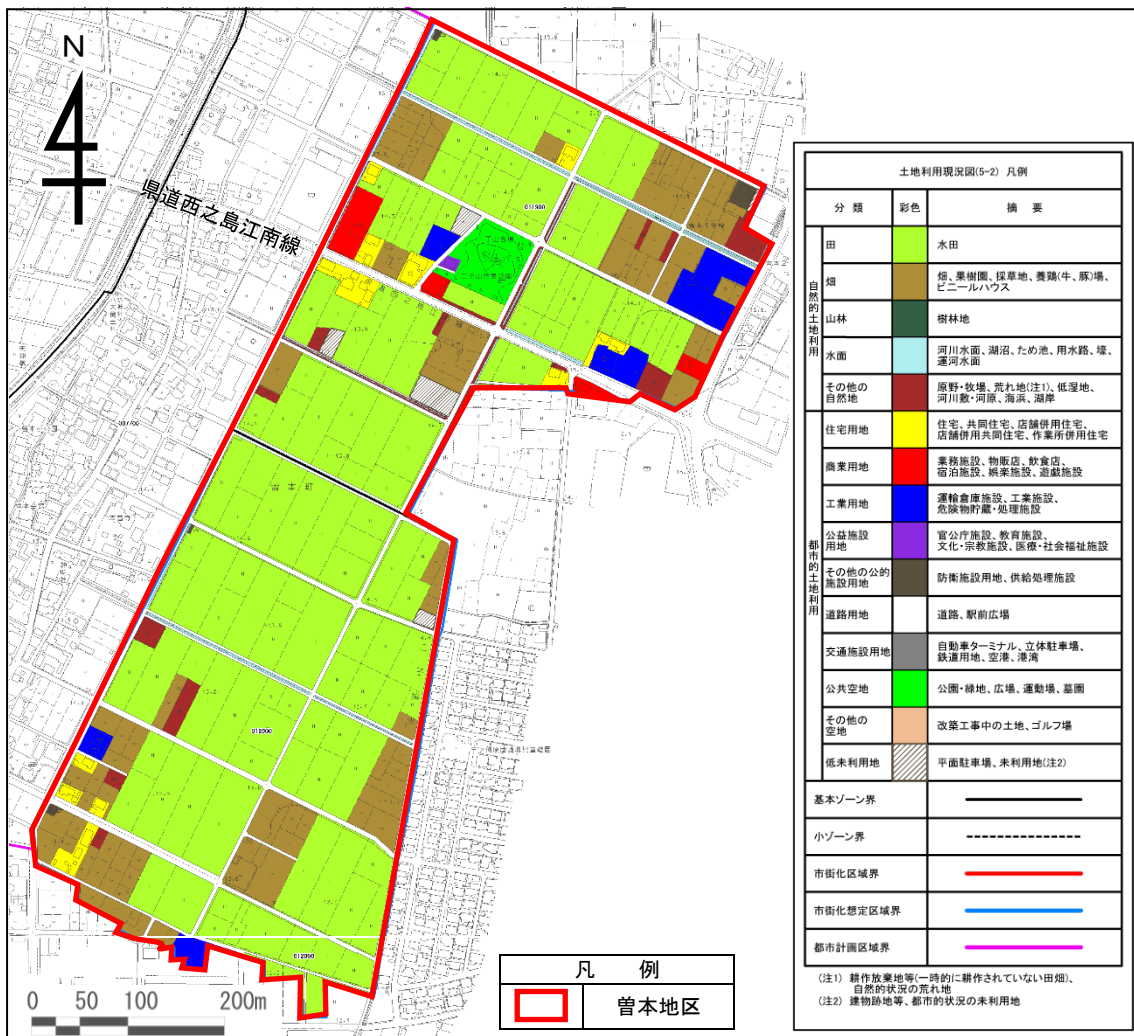 N
県道西之島江南線
二子山古墳
曽本町
011900
012000
012060
0 50 100 200m
凡 例
曽本地区
土地利用現況図(5-2) 凡例
分 類
彩色
摘 要
自然的土地利用
田
水田
畑
畑、果樹園、採草地、養鶏(牛、豚)場、
ビニールハウス
山林
樹林地
水面
河川水面、湖沼、ため池、用水路、壕、
運河水面
その他の
自然地
原野・牧場、荒れ地(注1)、低湿地、
河川敷・河原、海浜、湖岸
都市的土地利用
住宅用地
住宅、共同住宅、店舗併用住宅、
店舗併用共同住宅、作業所併用住宅
商業用地
業務施設、物販店、飲食店、
宿泊施設、娯楽施設、遊戯施設
工業用地
運輸倉庫施設、工業施設、
危険物貯蔵・処理施設
公益施設
用地
官公庁施設、教育施設、
文化・宗教施設、医療・社会福祉施設
その他の公的
施設用地
防衛施設用地、供給処理施設
道路用地
道路、駅前広場
交通施設用地
自動車ターミナル、立体駐車場、
鉄道用地、空港、港湾
公共空地
公園・緑地、広場、運動場、墓園
その他の
空地
改築工事中の土地、ゴルフ場
低未利用地
平面駐車場、未利用地(注2)
基本ゾーン界
小ゾーン界
市街化区域界
市街化想定区域界
都市計画区域界
(注1) 耕作放棄地等(一時的に耕作されていない田畑)、
自然的状況の荒れ地
(注2) 建物跡地等、都市的状況の未利用地